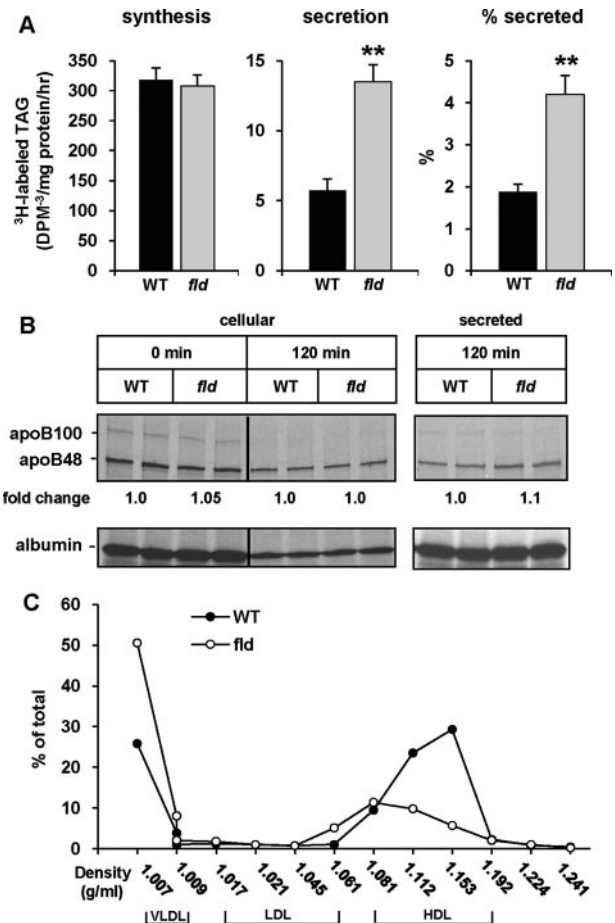 A
synthesis
secretion
% secreted
³H-labeled TAG
(DPM⁻³/mg protein/hr)
400
350
300
250
200
150
100
50
0
WT
fld
15
10
5
0
**
WT
fld
%
5
4
3
2
1
0
**
WT
fld
B
cellular
secreted
0 min
120 min
120 min
WT
fld
WT
fld
WT
fld
apoB100
apoB48
fold change
1.0
1.05
1.0
1.0
1.0
1.1
albumin -
C
WT
fld
% of total
60
50
40
30
20
10
0
Density
(g/ml)
1.007
1.009
1.017
1.021
1.045
1.061
1.081
1.112
1.153
1.192
1.224
1.241
VLDL
LDL
HDL